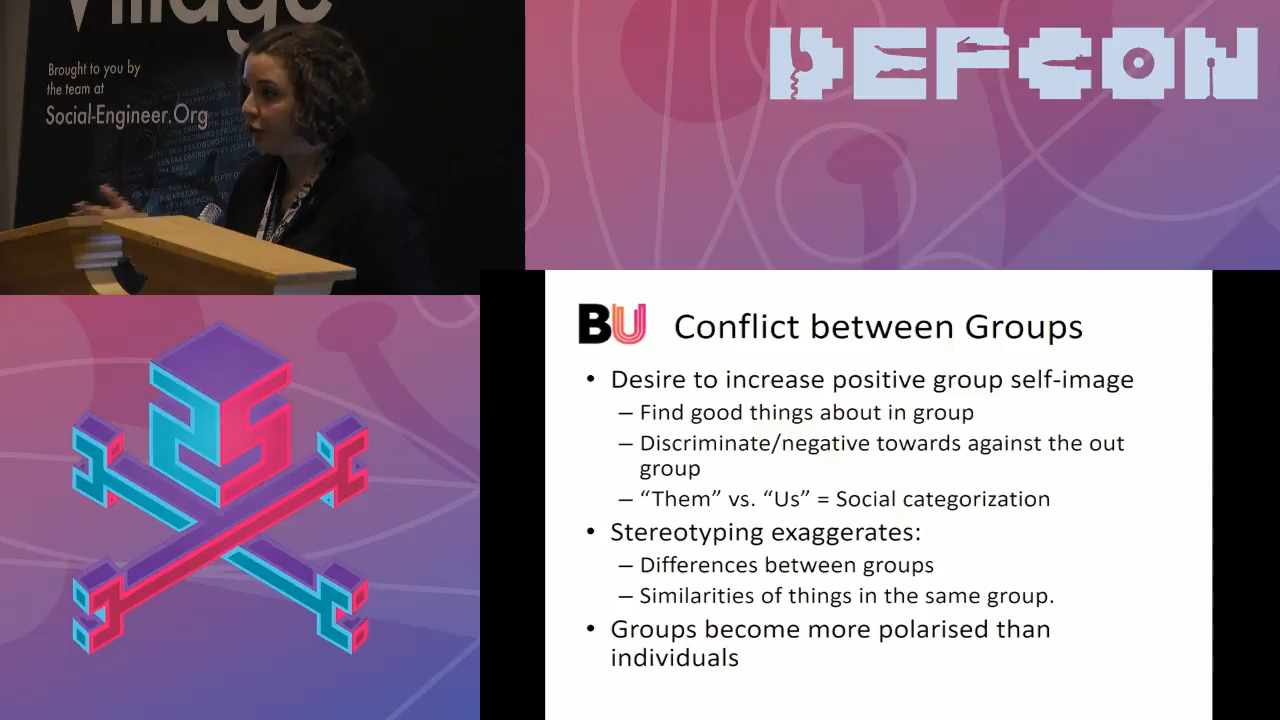 Village
Brought to you by
the team at
Social-Engineer.Org
DEFCON
BU Conflict between Groups
• Desire to increase positive group self-image
– Find good things about in group
– Discriminate/negative towards against the out
group
– “Them” vs. “Us” = Social categorization
• Stereotyping exaggerates:
– Differences between groups
– Similarities of things in the same group.
• Groups become more polarised than
individuals